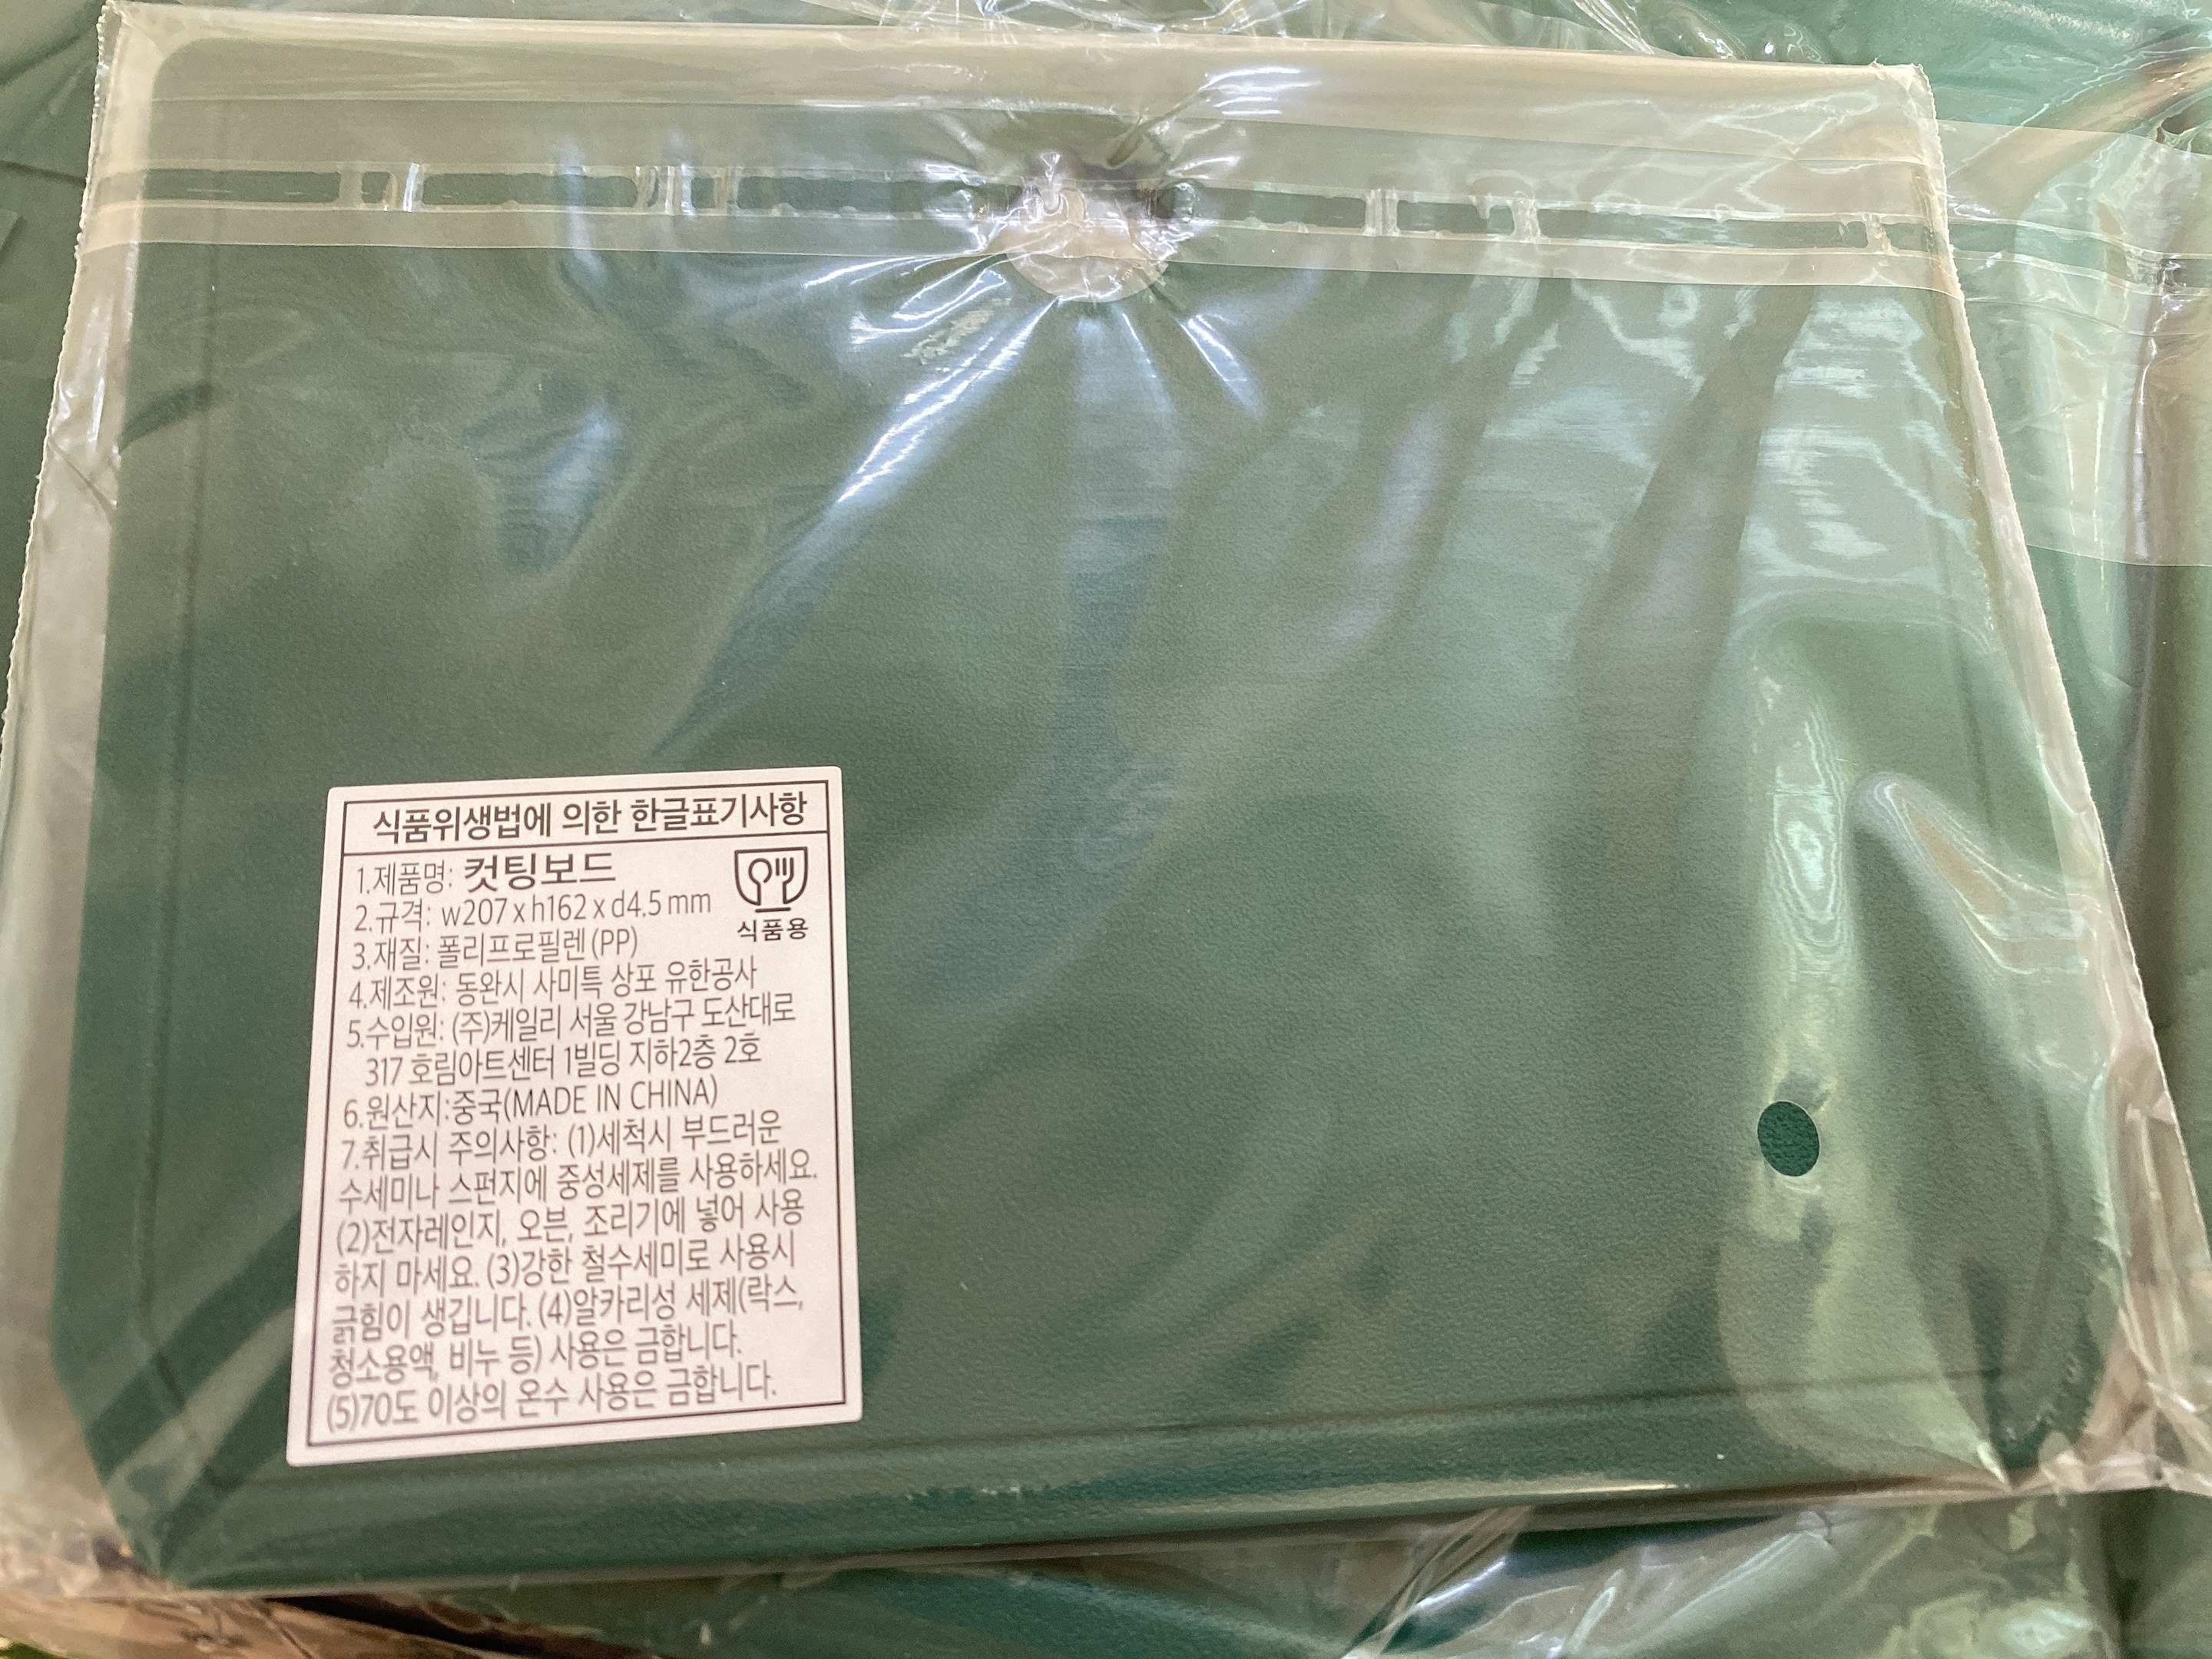 식품위생법에 의한 한글표기사항
1.제품명: 컷팅보드
2.규격: w207 x h162 x d4.5 mm
식품용
3.재질: 폴리프로필렌(PP)
4.제조원: 동완시 사미특 상포 유한공사
5.수입원: (주)케일리 서울 강남구 도산대로
317 호림아트센터 1빌딩 지하2층 2호
6.원산지:중국(MADE IN CHINA)
7.취급시 주의사항: (1)세척시 부드러운
수세미나 스펀지에 중성세제를 사용하세요.
(2)전자레인지, 오븐, 조리기에 넣어 사용
하지 마세요. (3)강한 철수세미로 사용시
긁힘이 생깁니다. (4)알카리성 세제(락스,
청소용액, 비누 등) 사용은 금합니다.
(5)70도 이상의 온수 사용은 금합니다.